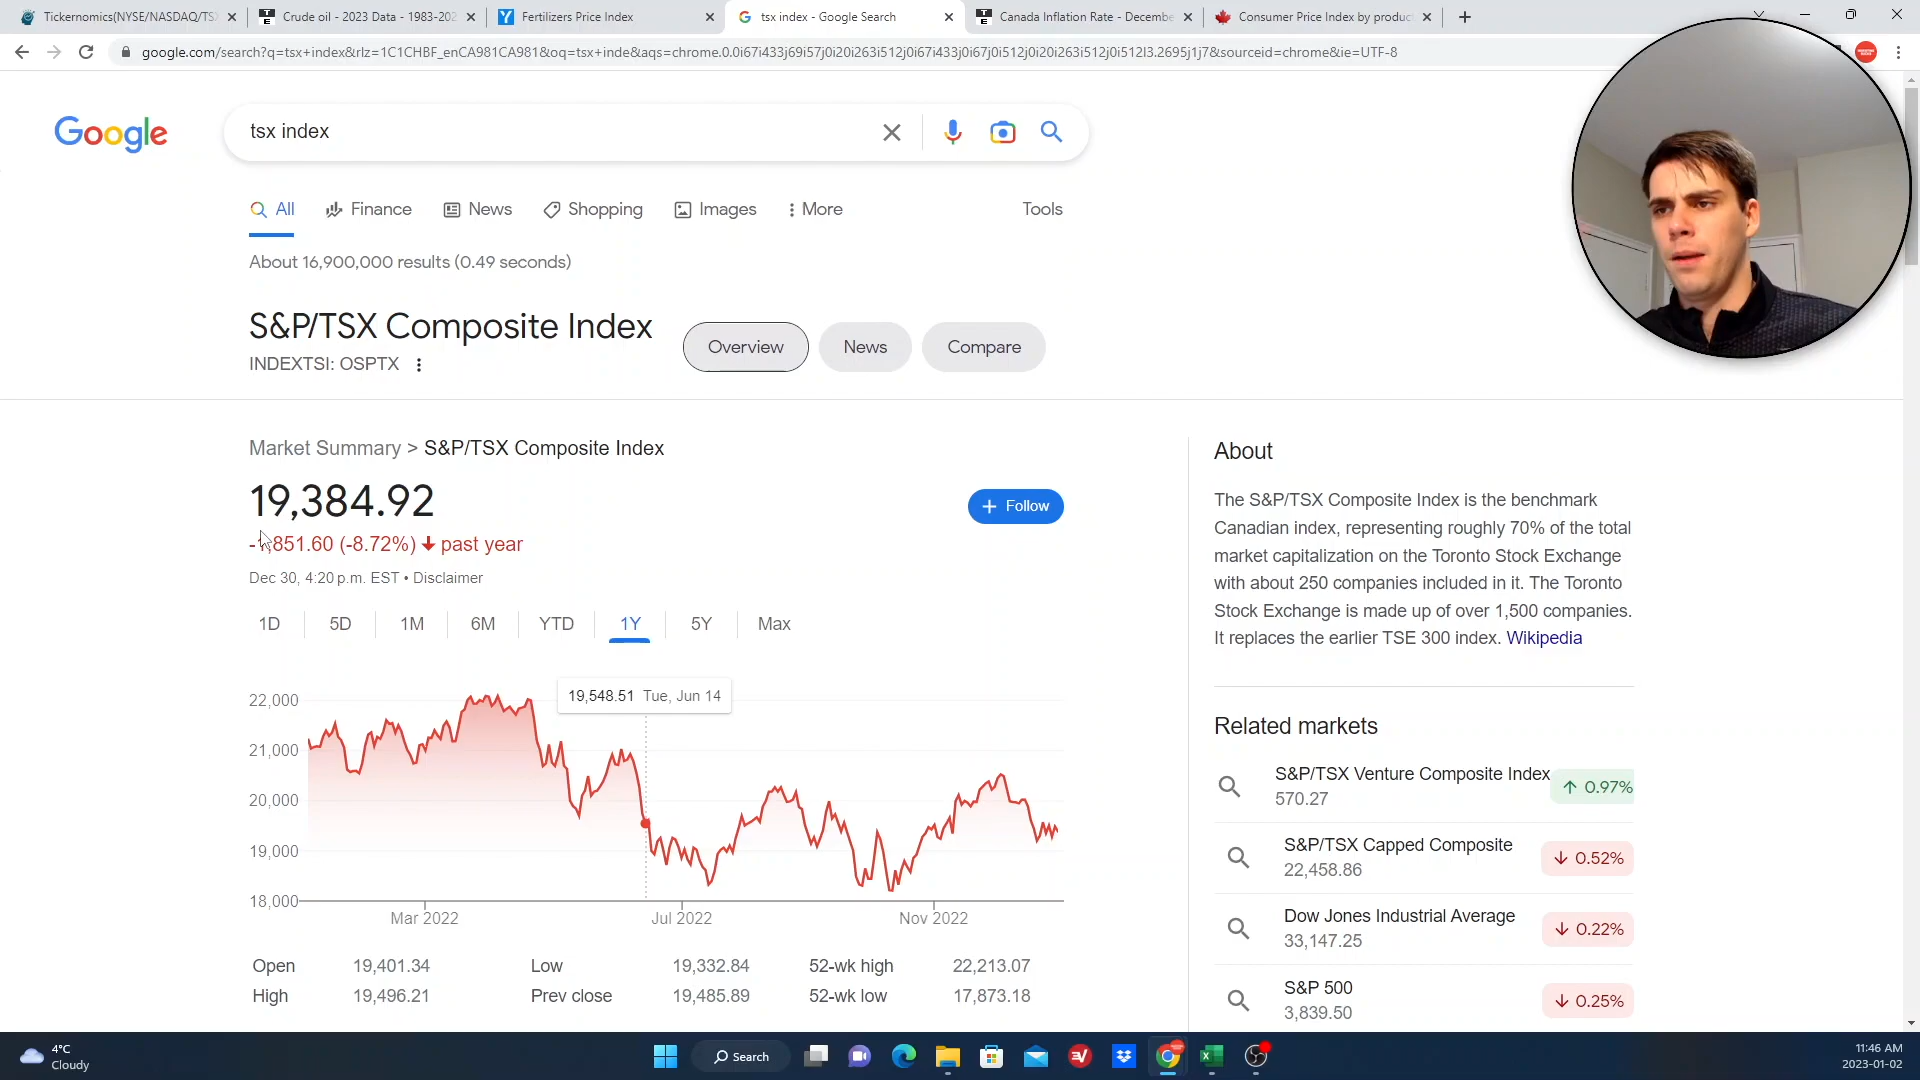 Tickernomics(NYSE/NASDAQ/TSX
Crude oil - 2023 Data - 1983-202
Fertilizers Price Index
tsx index - Google Search
Canada Inflation Rate - Decembe
Consumer Price Index by produc
google.com/search?q=tsx+index&rlz=1C1CHBF_enCA981CA981&oq=tsx+inde&aqs=chrome.0.0i67i433j69i57j0i20i263i512j0i67i433j0i67j0i512j0i20i263i512j0i512l3.2695j1j7&sourceid=chrome&ie=UTF-8
Google
tsx index
All
Finance
News
Shopping
Images
More
Tools
About 16,900,000 results (0.49 seconds)
S&P/TSX Composite Index
INDEXTSI: OSPTX
Overview
News
Compare
Market Summary > S&P/TSX Composite Index
19,384.92
Follow
-1,851.60 (-8.72%) past year
Dec 30, 4:20 p.m. EST • Disclaimer
1D
5D
1M
6M
YTD
1Y
5Y
Max
19,548.51 Tue, Jun 14
22,000
21,000
20,000
19,000
18,000
Mar 2022
Jul 2022
Nov 2022
Open 19,401.34
Low 19,332.84
52-wk high 22,213.07
High 19,496.21
Prev close 19,485.89
52-wk low 17,873.18
About
The S&P/TSX Composite Index is the benchmark
Canadian index, representing roughly 70% of the total
market capitalization on the Toronto Stock Exchange
with about 250 companies included in it. The Toronto
Stock Exchange is made up of over 1,500 companies.
It replaces the earlier TSE 300 index. Wikipedia
Related markets
S&P/TSX Venture Composite Index
570.27
0.97%
S&P/TSX Capped Composite
22,458.86
0.52%
Dow Jones Industrial Average
33,147.25
0.22%
S&P 500
3,839.50
0.25%
4°C
Cloudy
Search
11:46 AM
2023-01-02